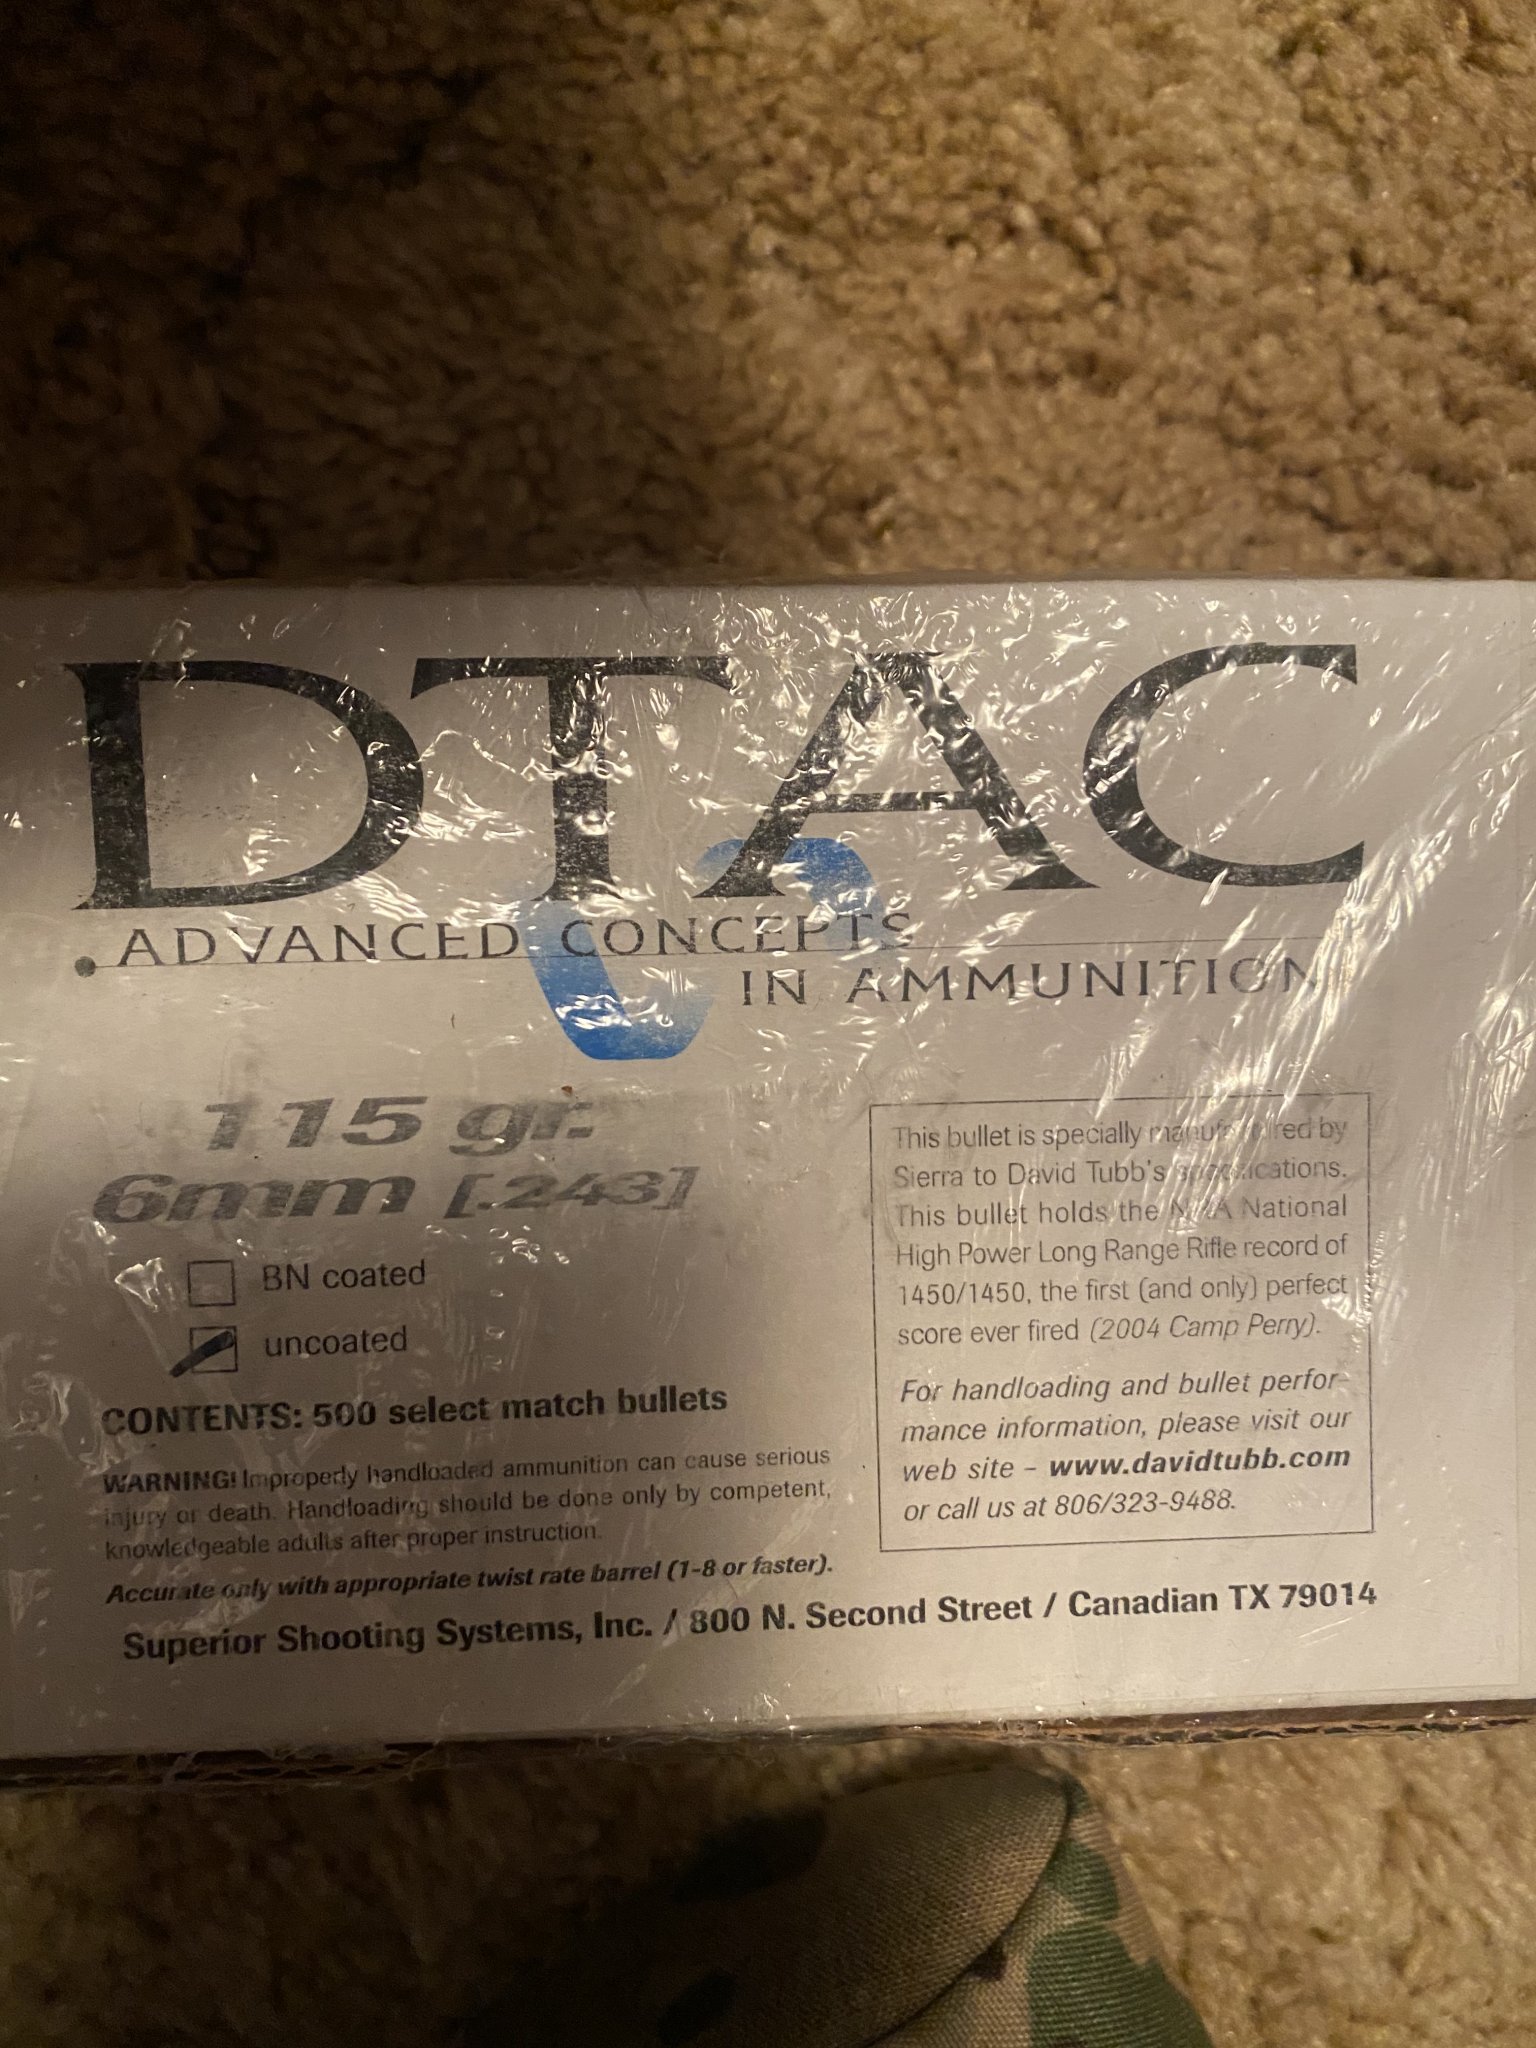 DTAC
ADVANCED CONCEPTS
IN AMMUNITION
115 gr.
6mm [.243]
BN coated
uncoated
CONTENTS: 500 select match bullets
WARNING! Improperly handloaded ammunition can cause serious
injury or death. Handloading should be done only by competent,
knowledgeable adults after proper instruction.
Accurate only with appropriate twist rate barrel (1-8 or faster).
This bullet is specially manufactured by
Sierra to David Tubb's specifications.
This bullet holds the NRA National
High Power Long Range Rifle record of
1450/1450, the first (and only) perfect
score ever fired (2004 Camp Perry).
For handloading and bullet perfor-
mance information, please visit our
web site – www.davidtubb.com
or call us at 806/323-9488.
Superior Shooting Systems, Inc. / 800 N. Second Street / Canadian TX 79014